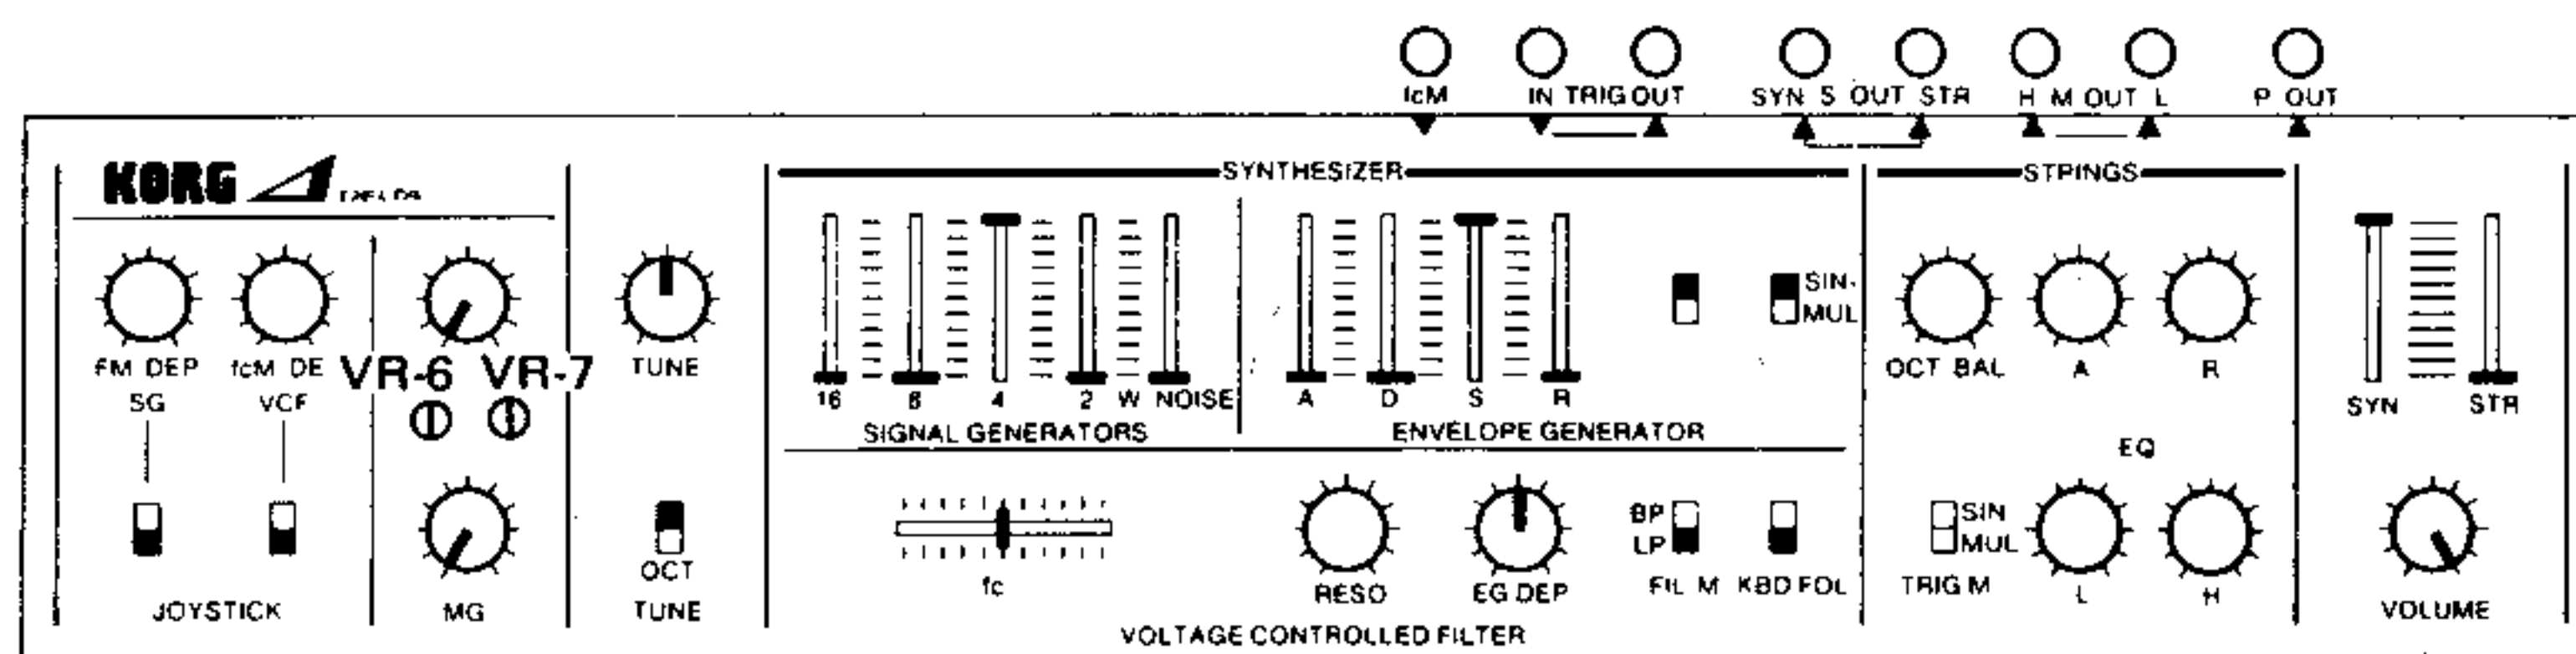 fcM IN TRIG OUT SYN S OUT STR H M OUT L P OUT
KORG
SYNTHESIZER
STRINGS
FM DEP fcM DE
SG VCF
VR-6 VR-7
TUNE
16 8 4 2 W NOISE
SIGNAL GENERATORS
A D S R
ENVELOPE GENERATOR
SIN-
MUL
OCT BAL A R
SYN STR
EQ
JOYSTICK
MG
OCT
TUNE
fc
RESO
EG DEP
BP
LP
FIL M
KBD FOL
VOLTAGE CONTROLLED FILTER
SIN
MUL
TRIG M
L H
VOLUME